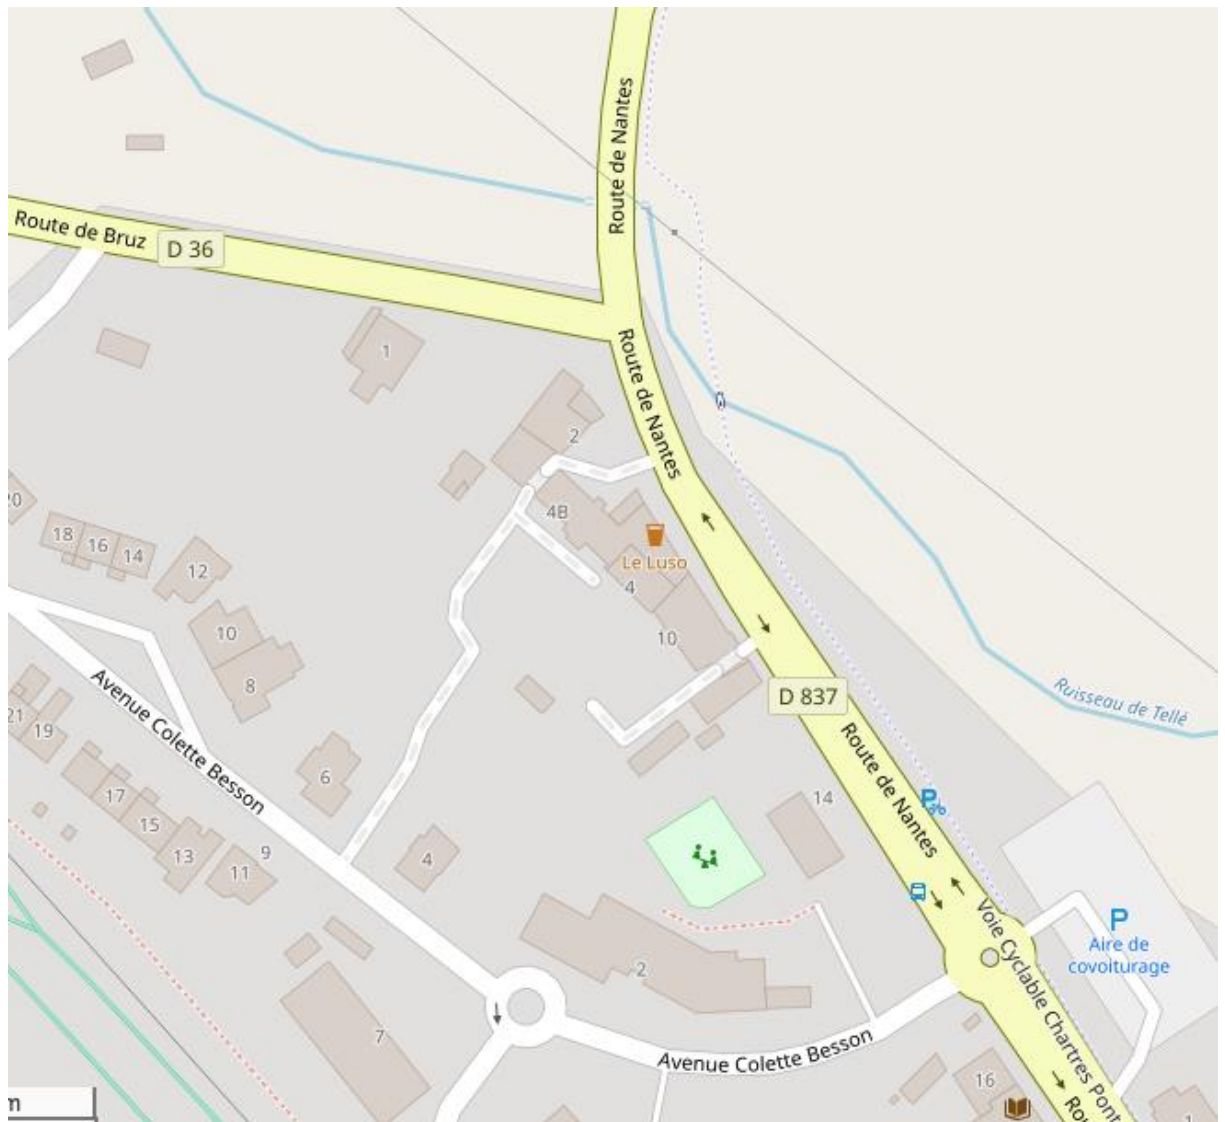 Route de Nantes
Route de Bruz
D 36
1
Route de Nantes
2
20
4B
18
16
14
12
Le Luso
4
10
10
8
D 837
Avenue Colette Besson
Ruisseau de Tellé
21
19
Route de Nantes
6
17
14
P
15
13
9
11
4
Voie Cyclable Chartres Pont
P
Aire de
covoiturage
2
7
Avenue Colette Besson
16
m
Rou
1